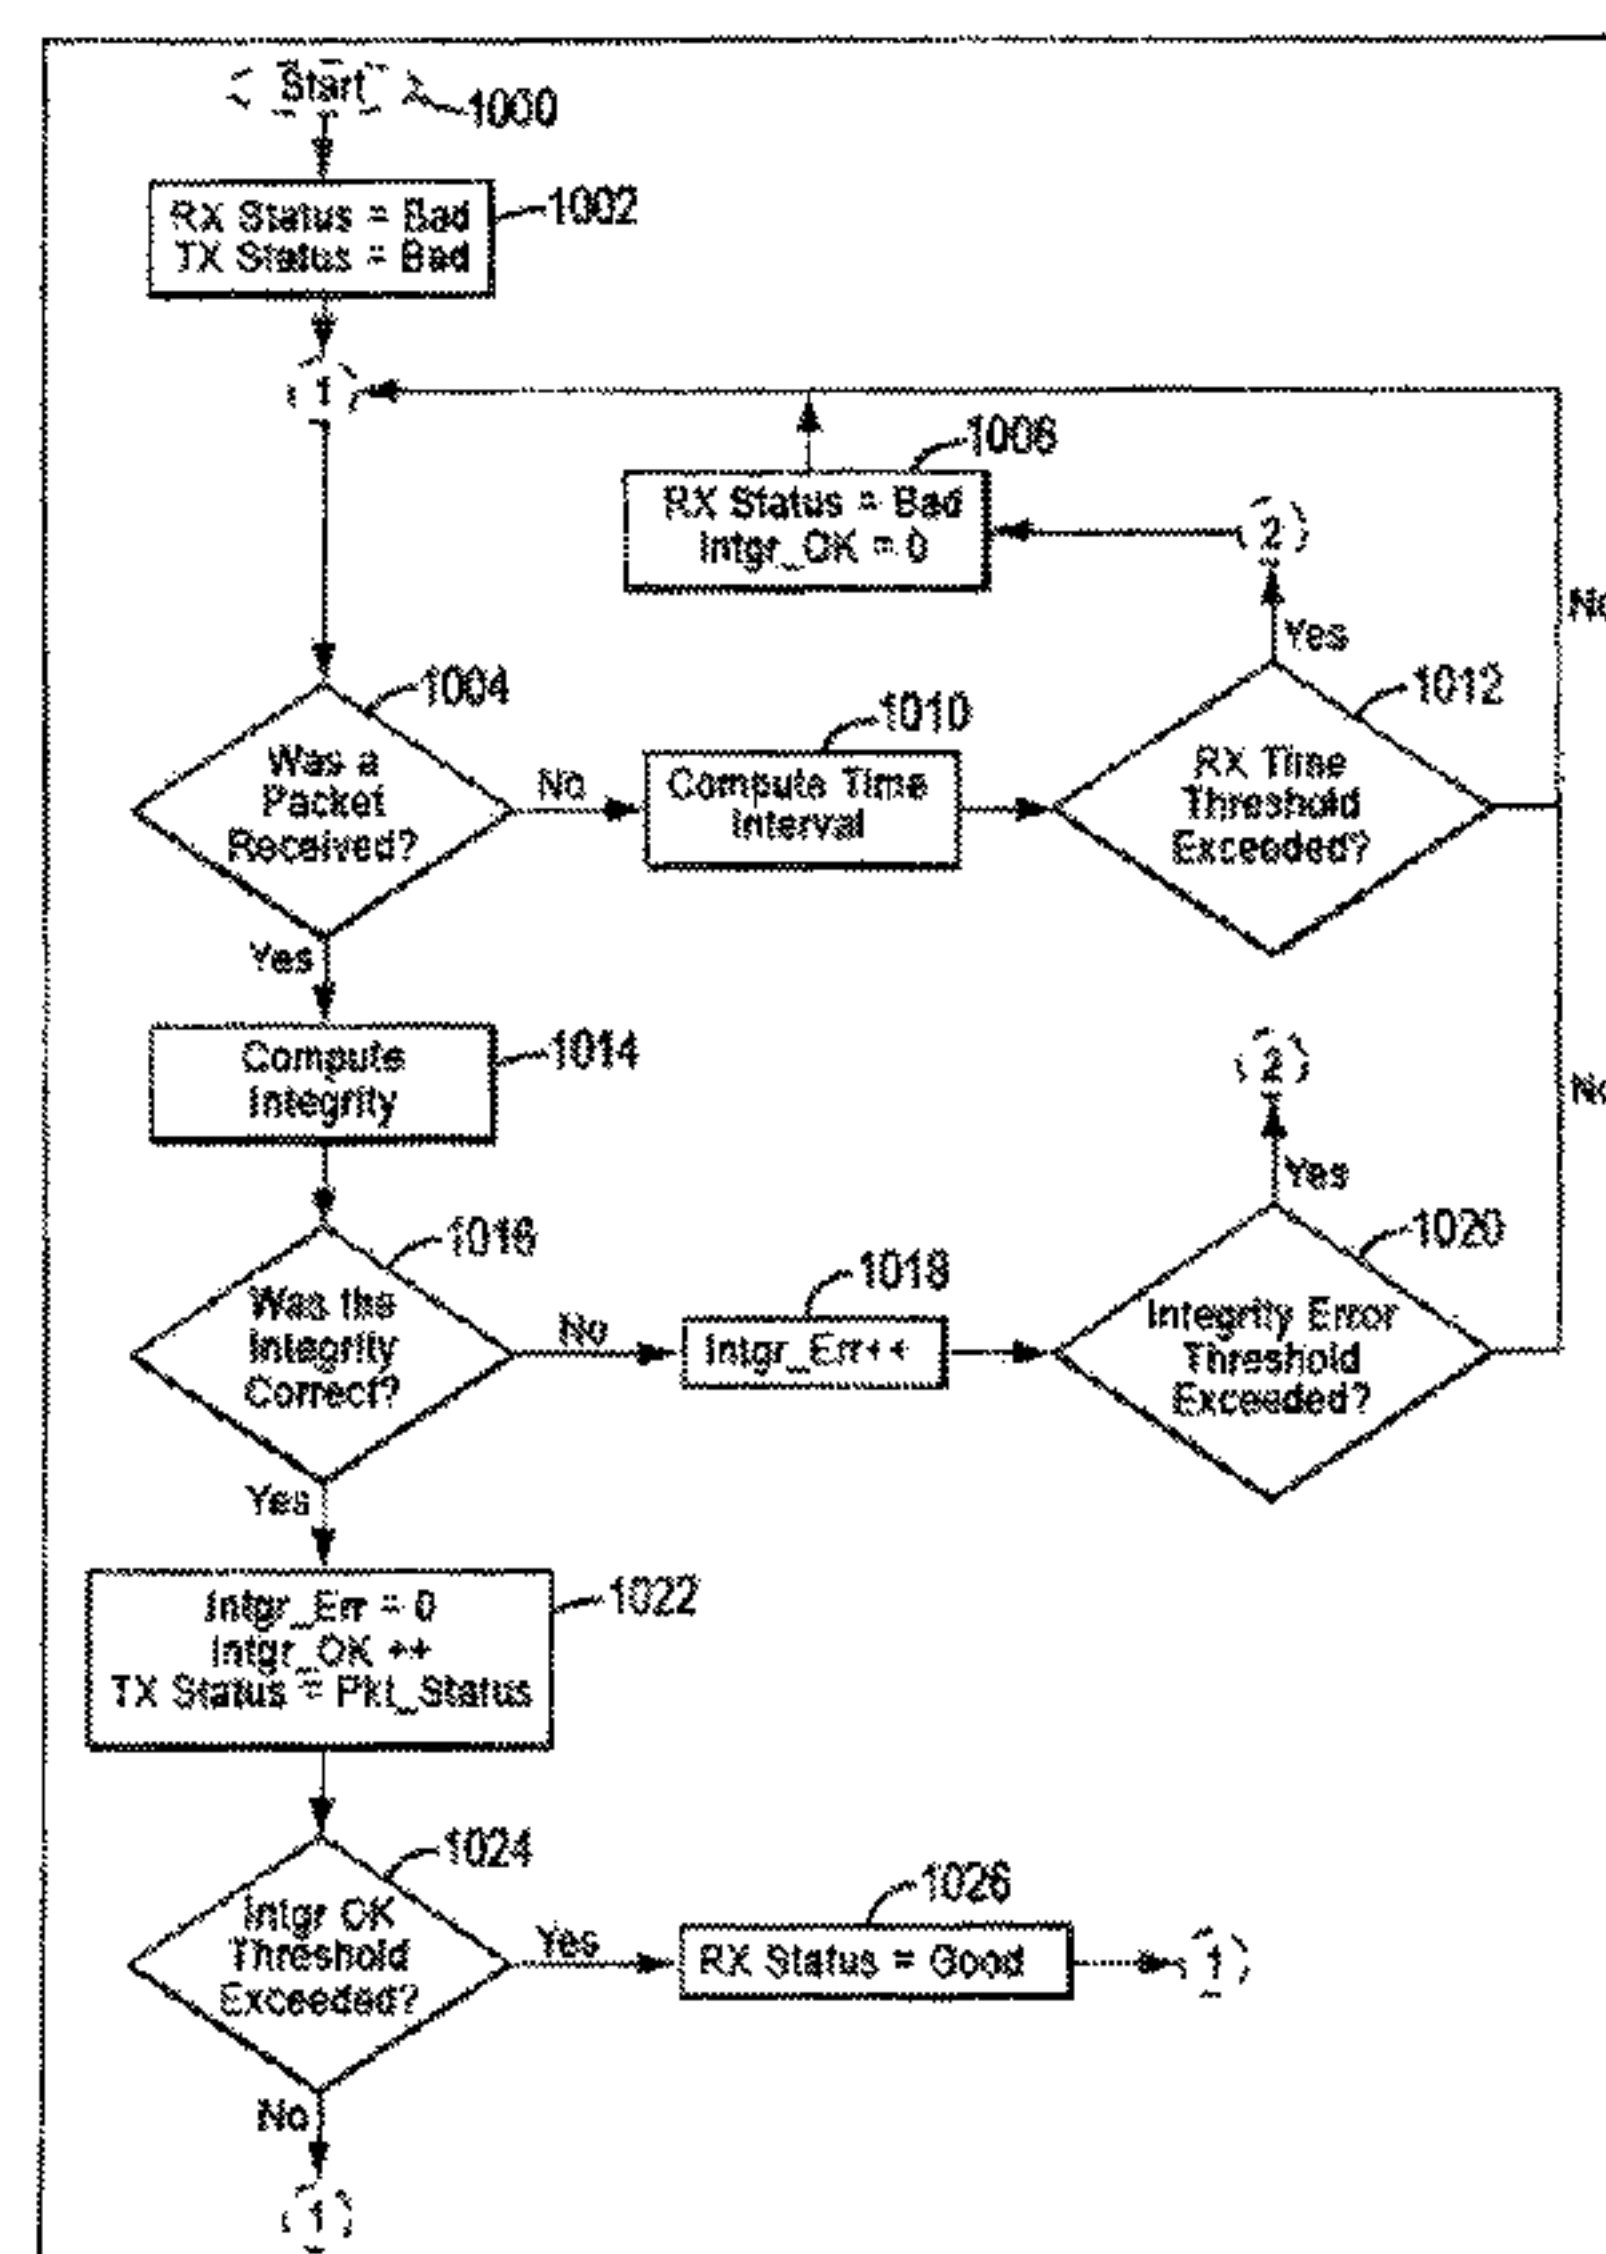 Start
1000
RX Status = Bad
TX Status = Bad
1002
1
1006
RX Status = Bad
Intgr_OK = 0
2
No
Yes
1004
1010
1012
Was a
Packet
Received?
No
Compute Time
Interval
RX Time
Threshold
Exceeded?
Yes
Compute
Integrity
1014
2
No
Yes
1016
1018
1020
Was the
Integrity
Correct?
No
Intgr_Err++
Integrity Error
Threshold
Exceeded?
Yes
Intgr_Err = 0
Intgr_OK ++
TX Status = Pkt_Status
1022
1024
1026
Intgr OK
Threshold
Exceeded?
Yes
RX Status = Good
1
No
1